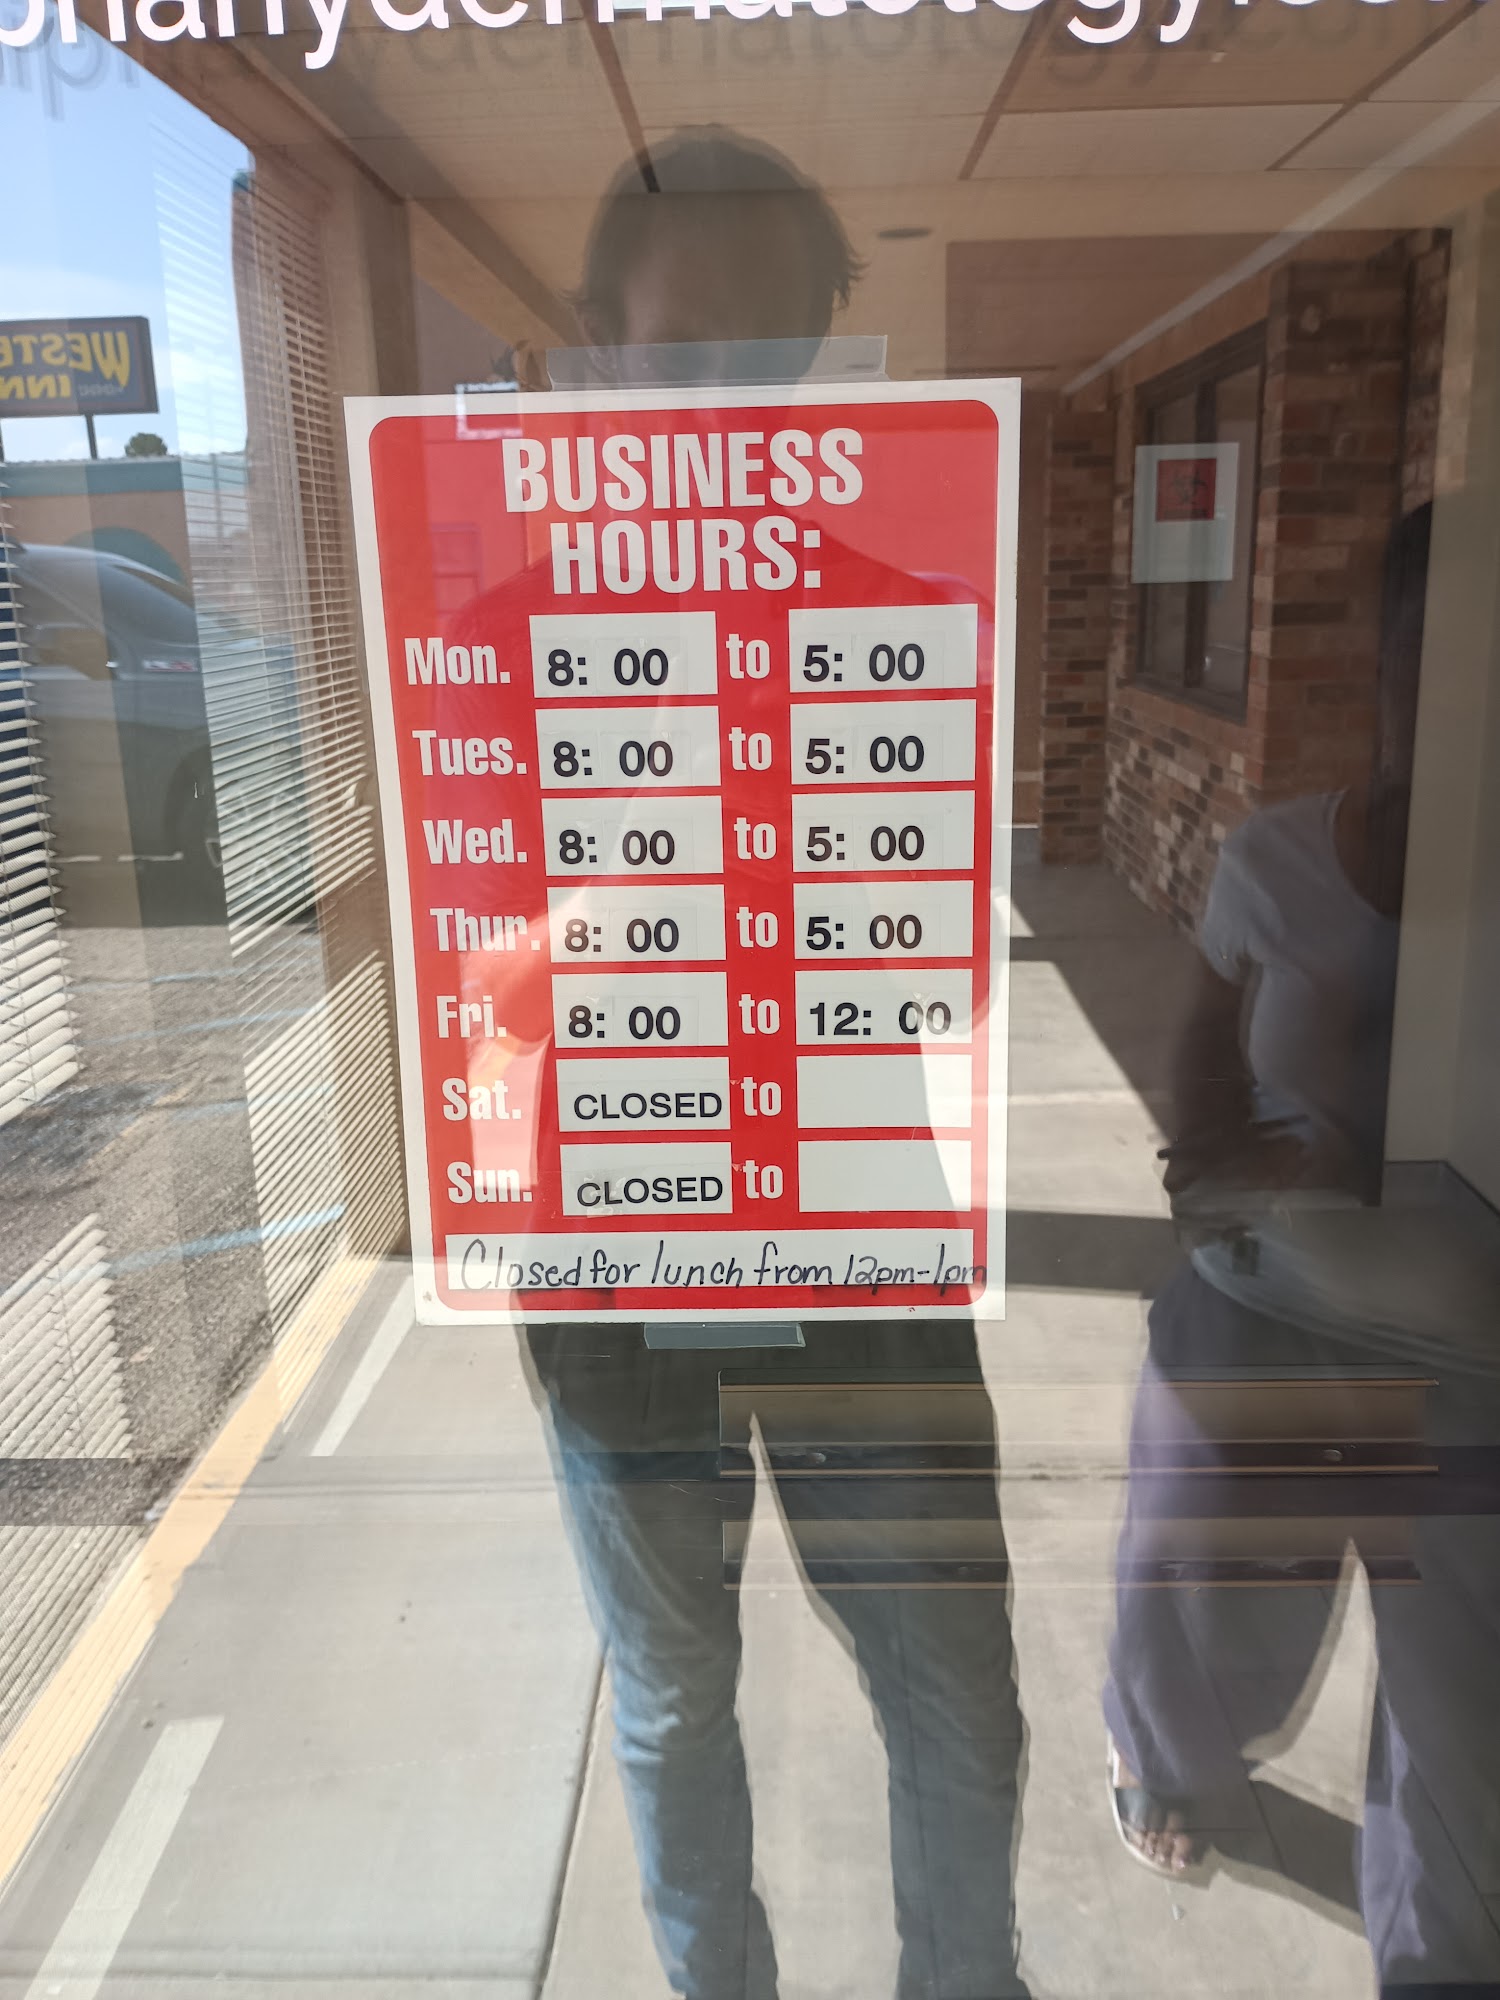 BUSINESS
HOURS:
Mon. 8: 00 to 5: 00
Tues. 8: 00 to 5: 00
Wed. 8: 00 to 5: 00
Thur. 8: 00 to 5: 00
Fri. 8: 00 to 12: 00
Sat. CLOSED to
Sun. CLOSED to
Closed for lunch from 12pm-1pm
INN